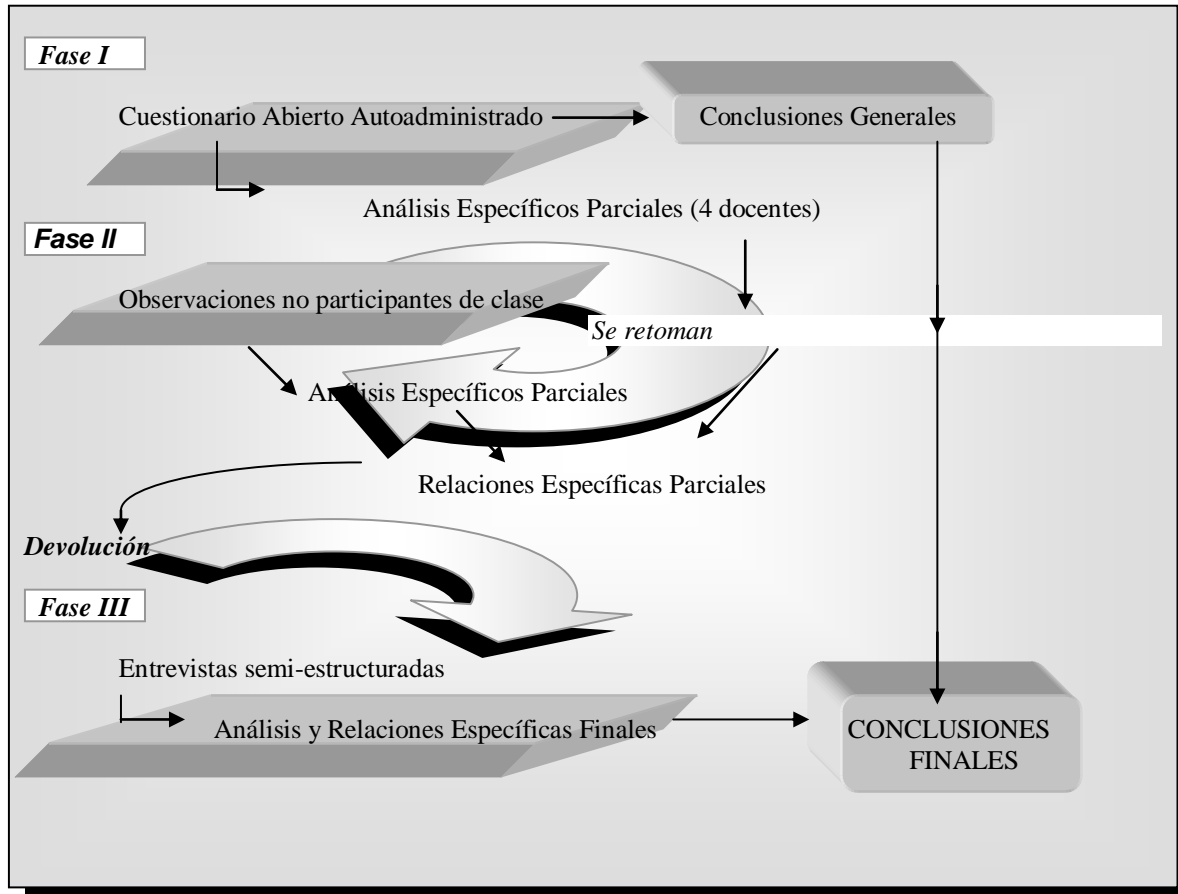 Fase I
Cuestionario Abierto Autoadministrado
Conclusiones Generales
Análisis Específicos Parciales (4 docentes)
Fase II
Observaciones no participantes de clase
Se retoman
Análisis Específicos Parciales
Relaciones Específicas Parciales
Devolución
Fase III
Entrevistas semi-estructuradas
Análisis y Relaciones Específicas Finales
CONCLUSIONES
FINALES